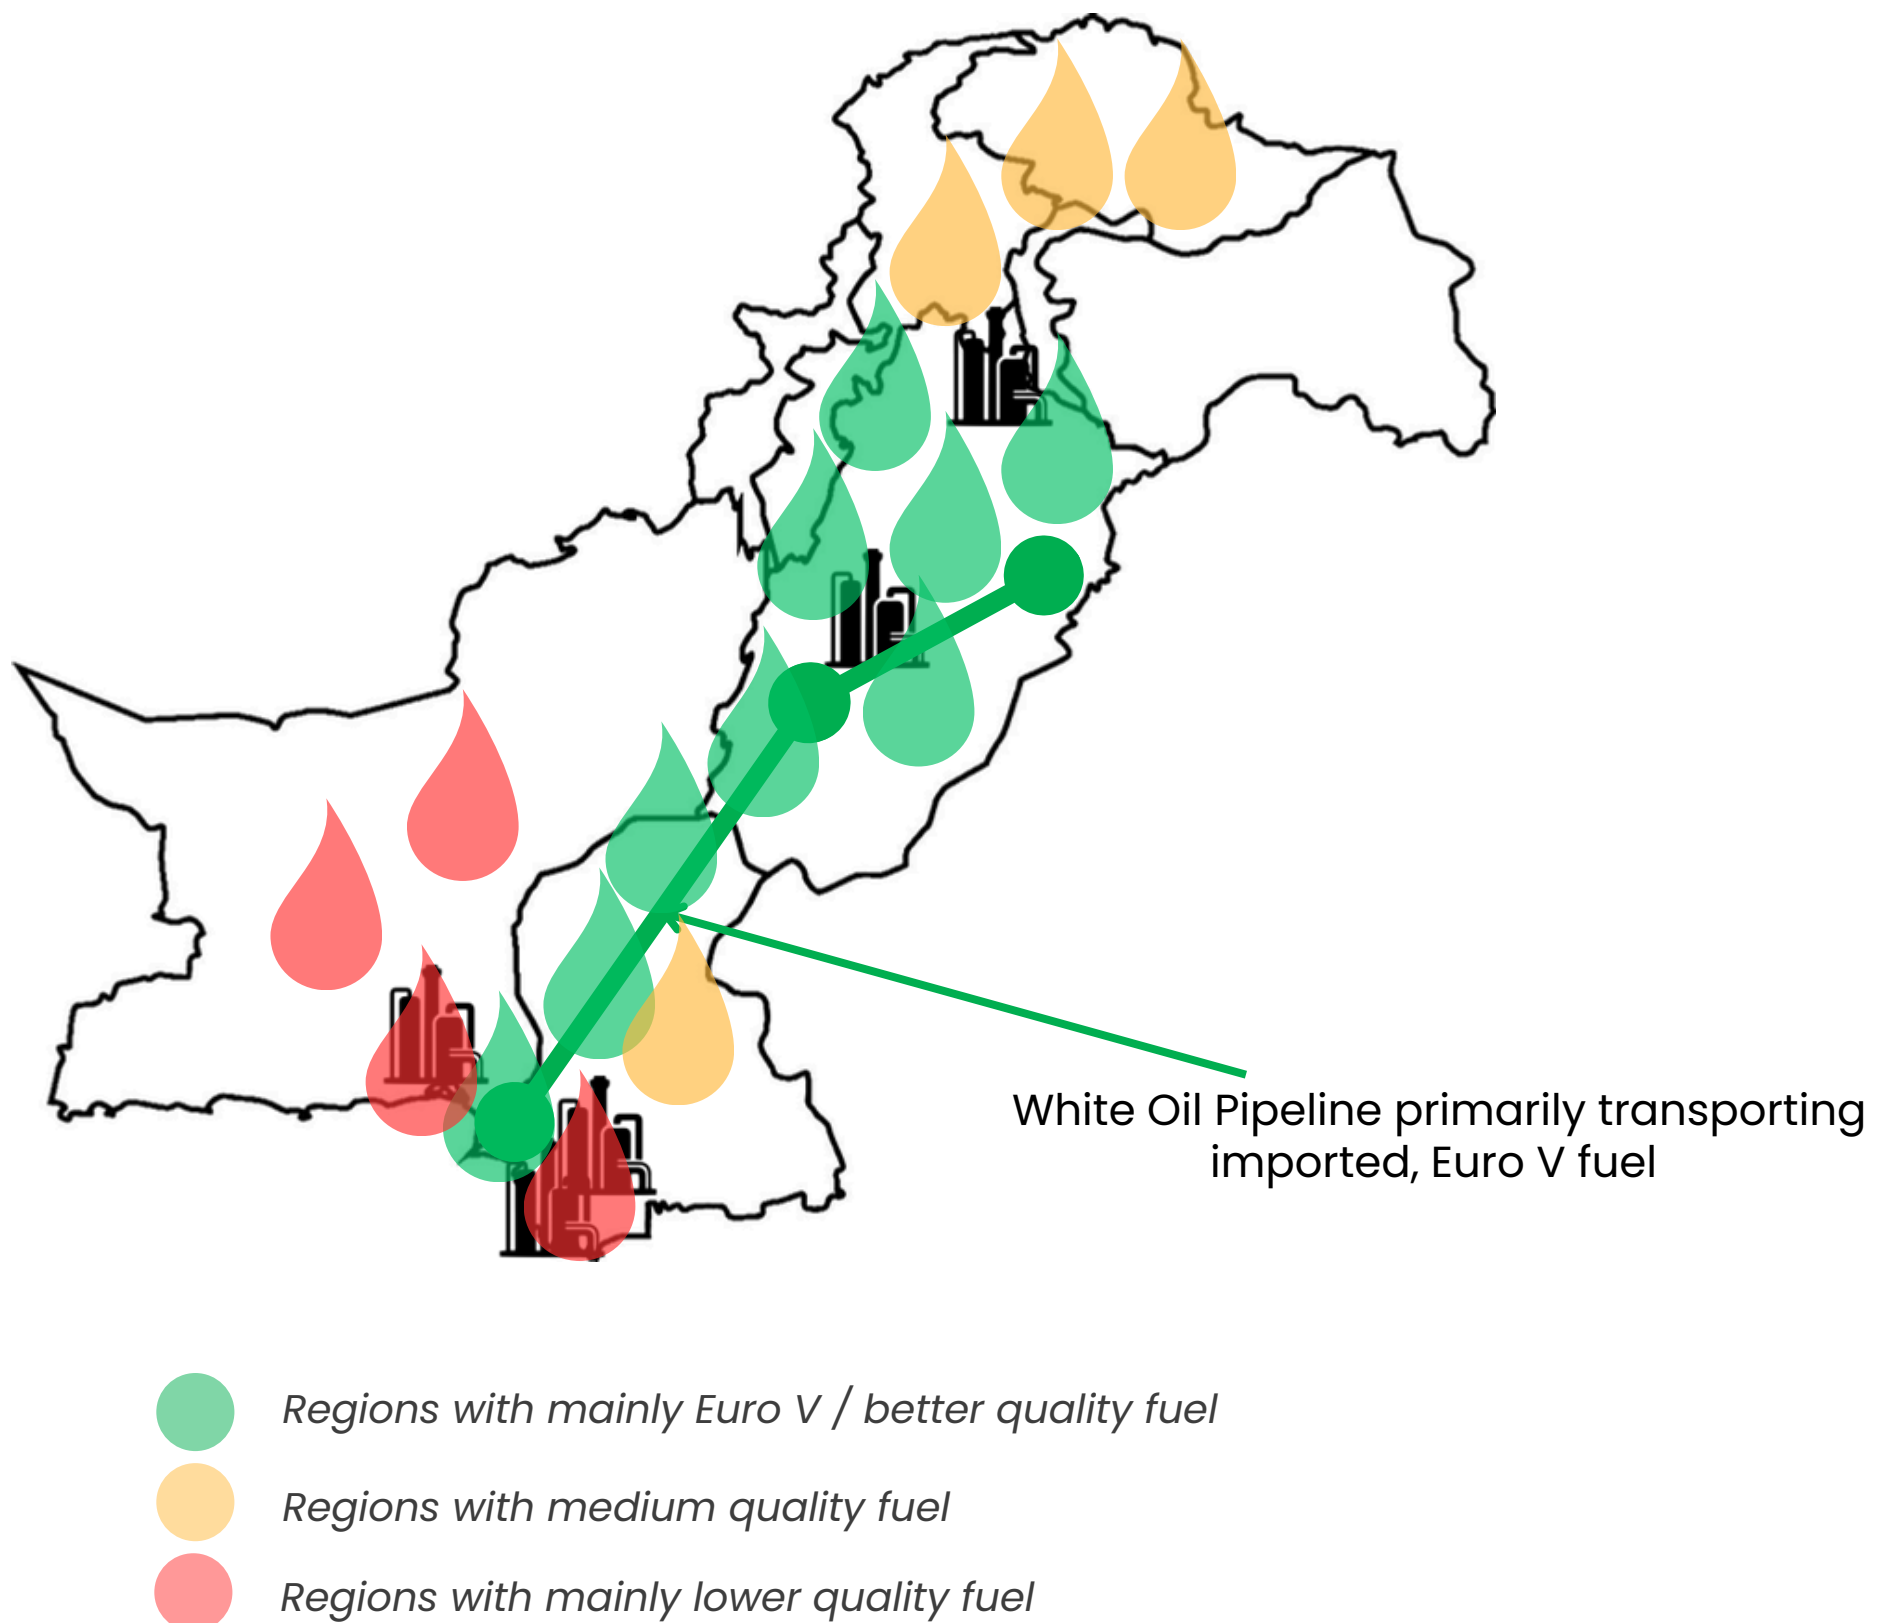 White Oil Pipeline primarily transporting
imported, Euro V fuel
Regions with mainly Euro V / better quality fuel
Regions with medium quality fuel
Regions with mainly lower quality fuel